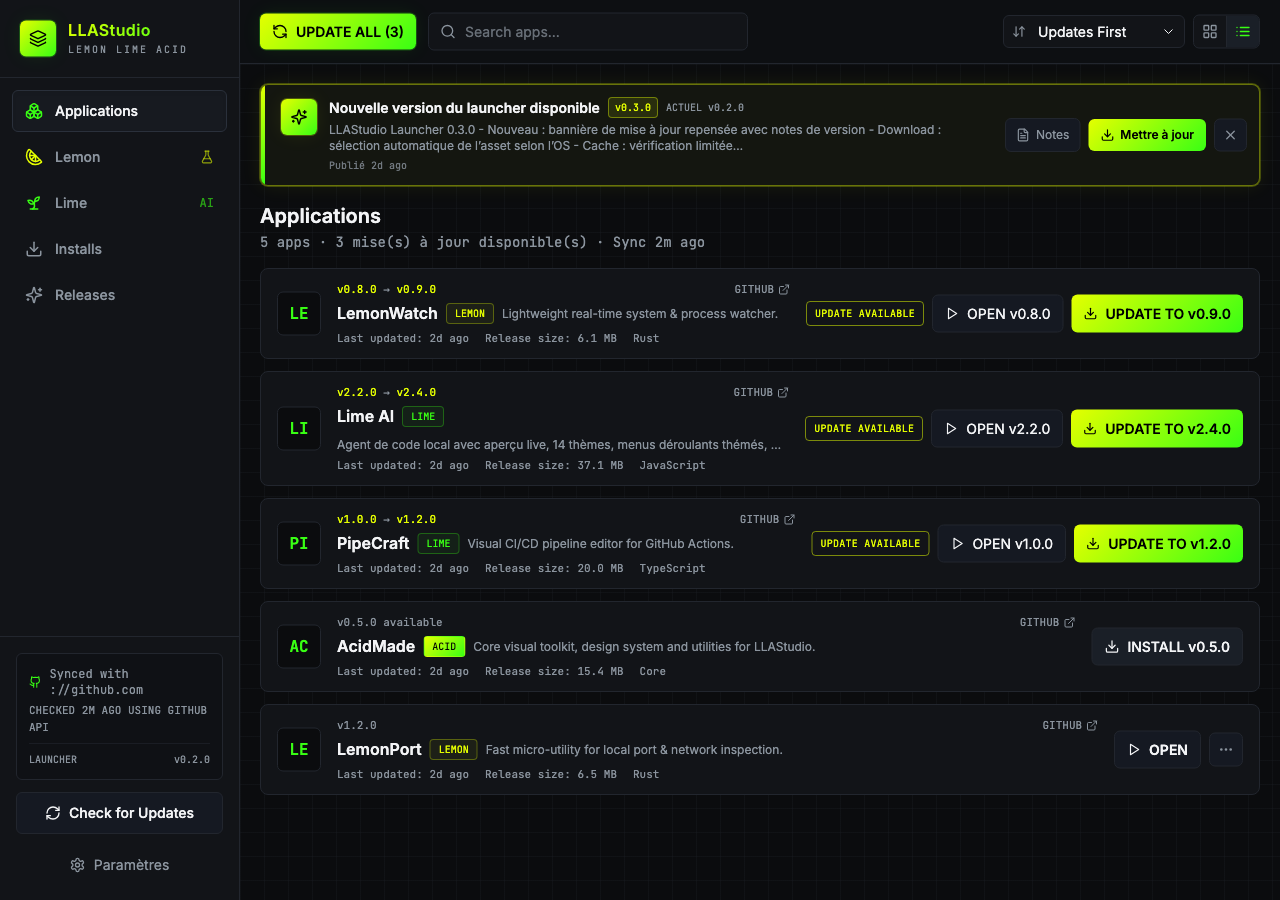 LLAStudio
LEMON LIME ACID
UPDATE ALL (3)
Search apps...
Updates First
Applications
Lemon
Lime
AI
Installs
Releases
Nouvelle version du launcher disponible
v0.3.0
ACTUEL v0.2.0
LLAStudio Launcher 0.3.0 - Nouveau : bannière de mise à jour repensée avec notes de version - Download :
sélection automatique de l'asset selon l'OS - Cache : vérification limitée…
Publié 2d ago
Notes
Mettre à jour
Applications
5 apps · 3 mise(s) à jour disponible(s) · Sync 2m ago
LE
v0.8.0 → v0.9.0
GITHUB
LemonWatch
LEMON
Lightweight real-time system & process watcher.
Last updated: 2d ago
Release size: 6.1 MB
Rust
UPDATE AVAILABLE
OPEN v0.8.0
UPDATE TO v0.9.0
LI
v2.2.0 → v2.4.0
GITHUB
Lime AI
LIME
Agent de code local avec aperçu live, 14 thèmes, menus déroulants thémés, ...
Last updated: 2d ago
Release size: 37.1 MB
JavaScript
UPDATE AVAILABLE
OPEN v2.2.0
UPDATE TO v2.4.0
PI
v1.0.0 → v1.2.0
GITHUB
PipeCraft
LIME
Visual CI/CD pipeline editor for GitHub Actions.
Last updated: 2d ago
Release size: 20.0 MB
TypeScript
UPDATE AVAILABLE
OPEN v1.0.0
UPDATE TO v1.2.0
AC
v0.5.0 available
GITHUB
AcidMade
ACID
Core visual toolkit, design system and utilities for LLAStudio.
Last updated: 2d ago
Release size: 15.4 MB
Core
INSTALL v0.5.0
LE
v1.2.0
GITHUB
LemonPort
LEMON
Fast micro-utility for local port & network inspection.
Last updated: 2d ago
Release size: 6.5 MB
Rust
OPEN
Synced with
://github.com
CHECKED 2M AGO USING GITHUB
API
LAUNCHER
v0.2.0
Check for Updates
Paramètres